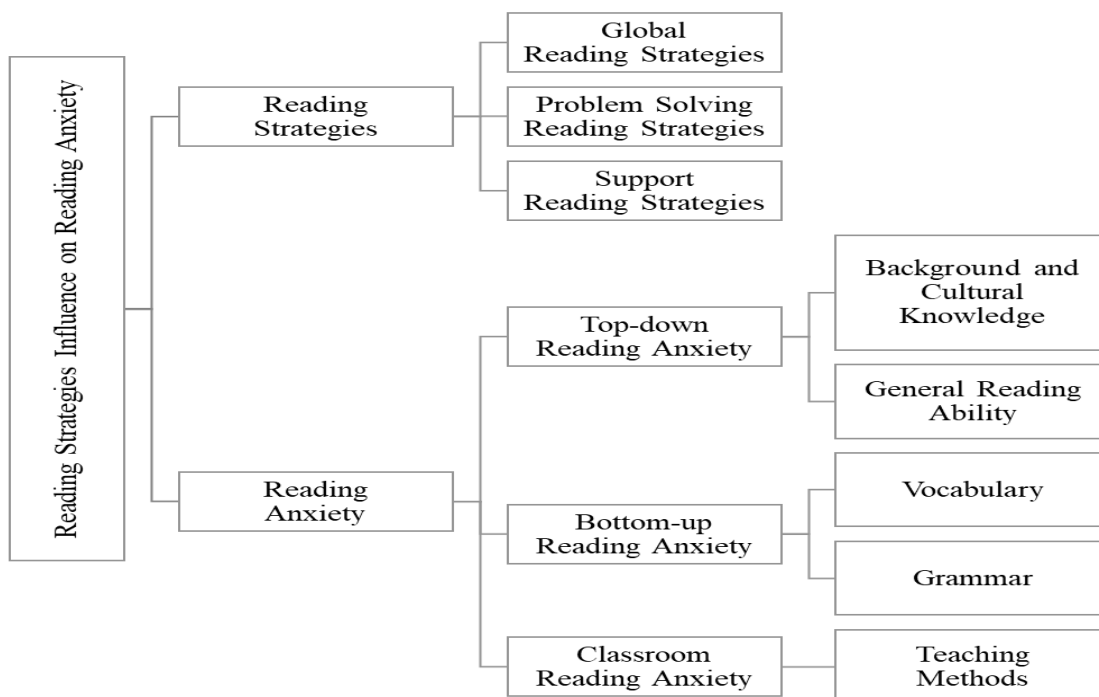 Reading Strategies Influence on Reading Anxiety
Reading
Strategies
Global
Reading Strategies
Problem Solving
Reading Strategies
Support
Reading Strategies
Reading
Anxiety
Top-down
Reading Anxiety
Background and
Cultural
Knowledge
General Reading
Ability
Bottom-up
Reading Anxiety
Vocabulary
Grammar
Classroom
Reading Anxiety
Teaching
Methods